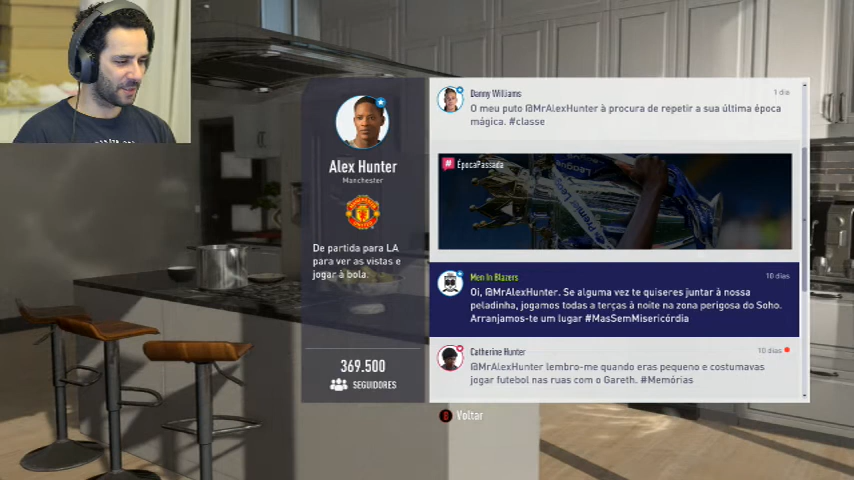 Alex Hunter
Manchester
De partida para LA
para ver as vistas e
jogar à bola.
369.500
SEGUIDORES
Danny Williams
1 dia
O meu puto @MrAlexHunter à procura de repetir a sua última época
mágica. #classe
# ÉpocaPassada
Premier League
Men In Blazers
10 dias
Oi, @MrAlexHunter. Se alguma vez te quiseres juntar à nossa
peladinha, jogamos todas a terças à noite na zona perigosa do Soho.
Arranjamos-te um lugar #MasSemMisericórdia
Catherine Hunter
10 dias
@MrAlexHunter lembro-me quando eras pequeno e costumavas
jogar futebol nas ruas com o Gareth. #Memórias
B Voltar